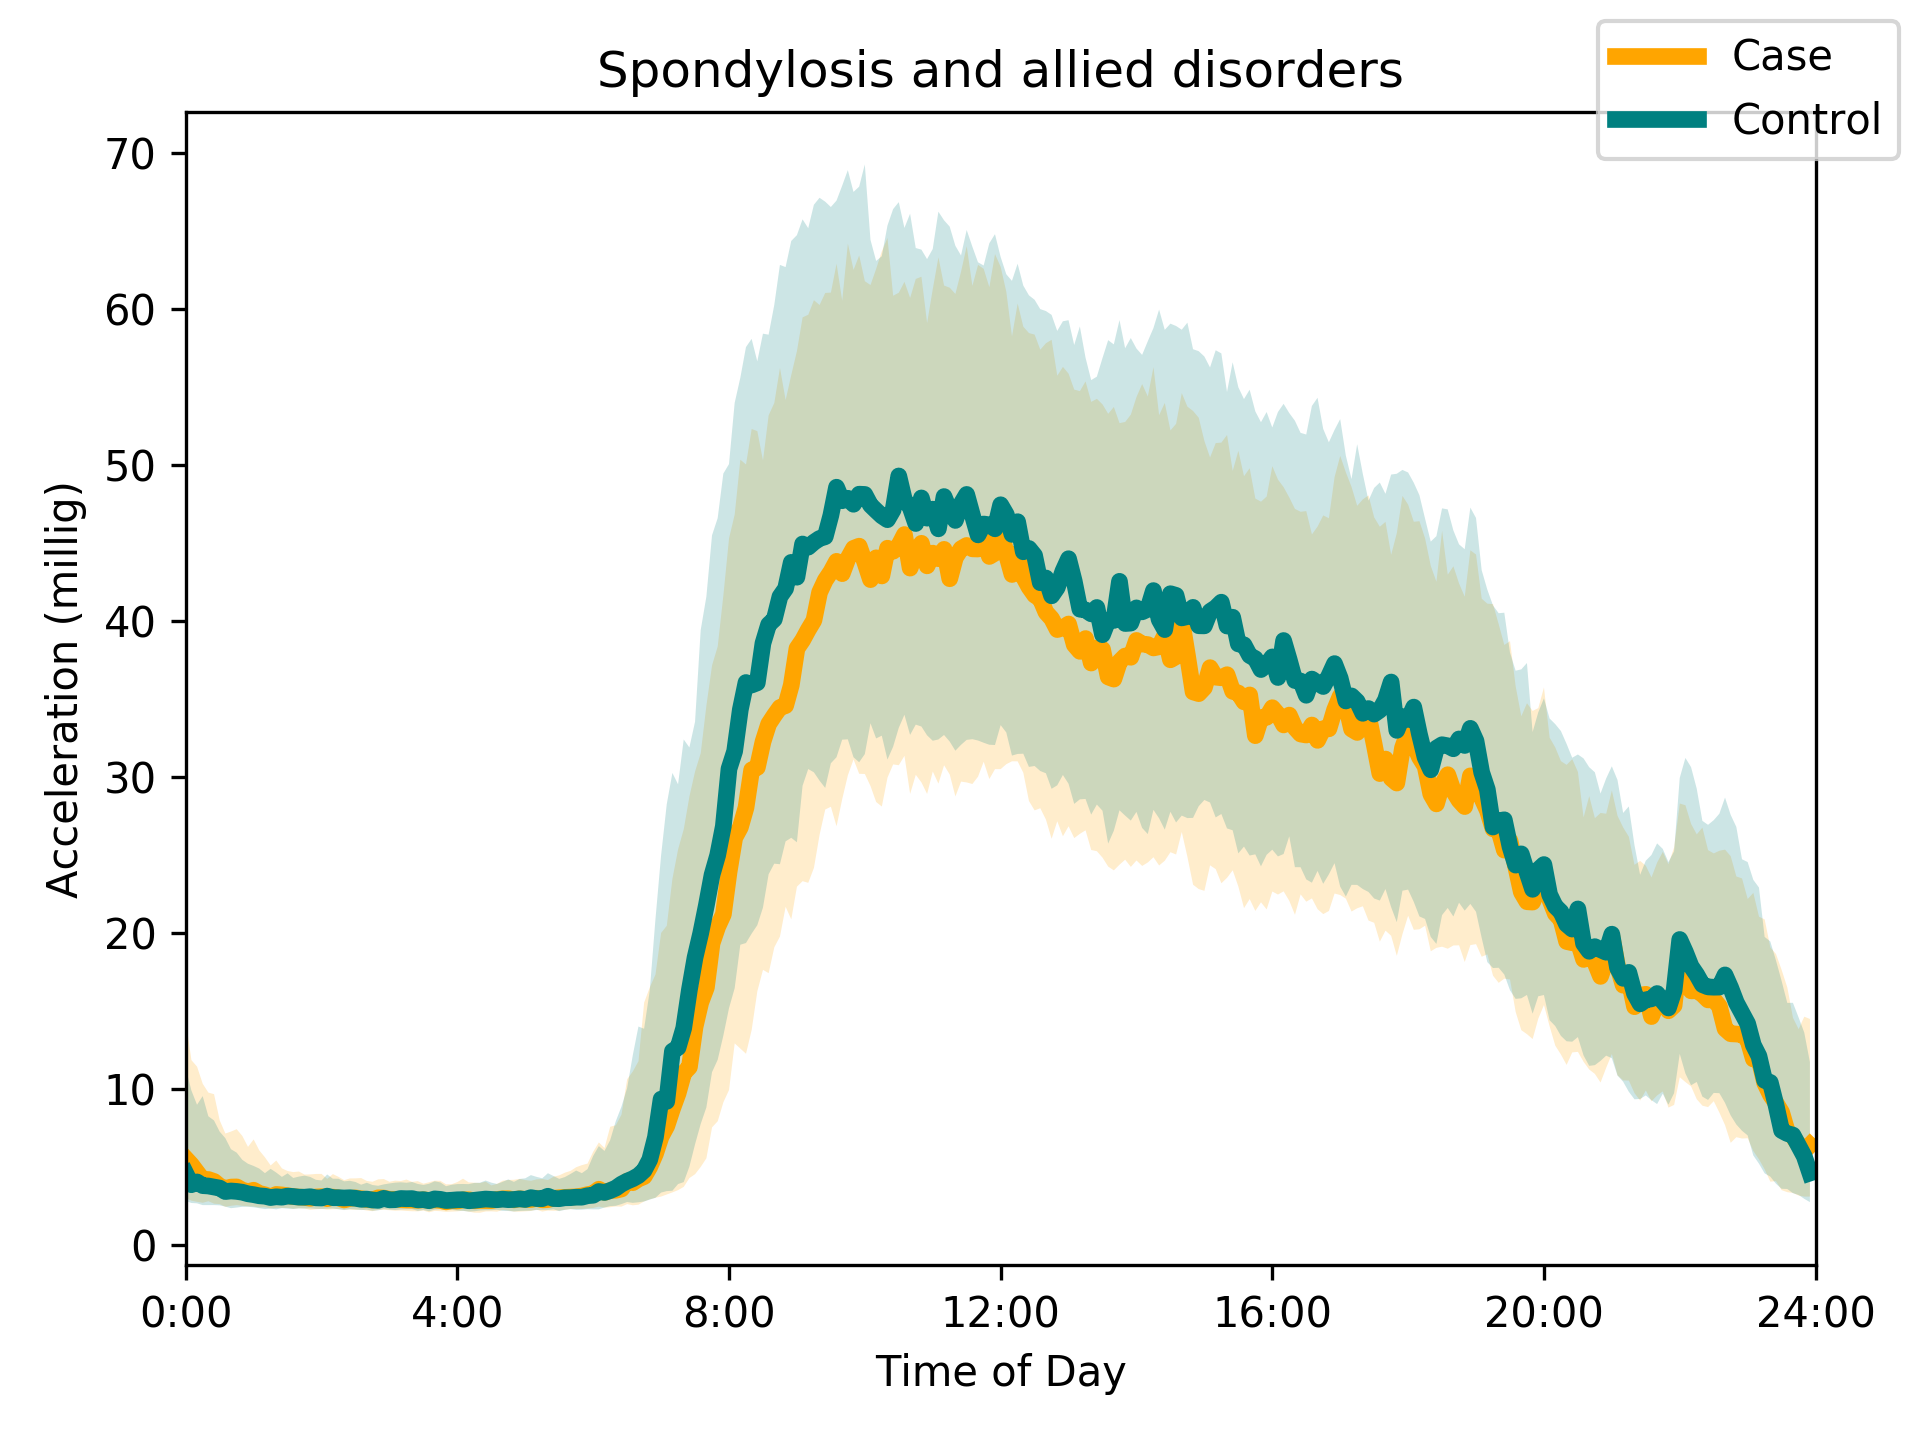 Spondylosis and allied disorders
Case
Control
Acceleration (millig)
70
60
50
40
30
20
10
0
0:00 4:00 8:00 12:00 16:00 20:00 24:00
Time of Day